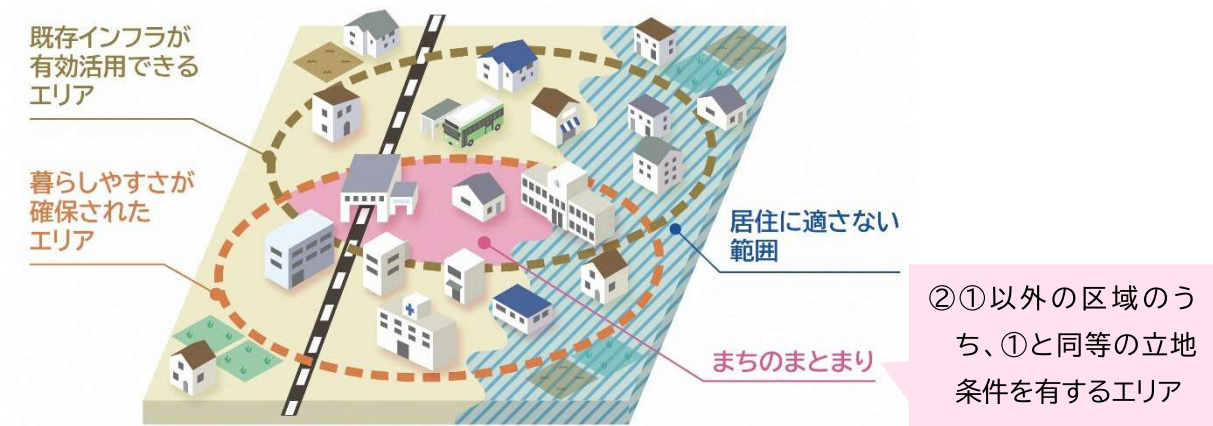 既存インフラが
有効活用できる
エリア
暮らしやすさが
確保された
エリア
居住に適さない
範囲
まちのまとまり
②①以外の区域のう
ち、①と同等の立地
条件を有するエリア